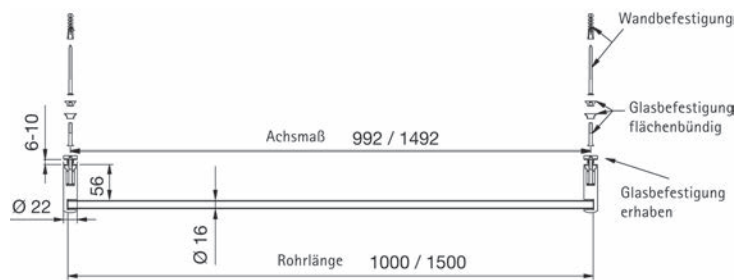 Wandbefestigung
Glasbefestigung
flächenbündig
Achsmaß 992 / 1492
6-10
56
Glasbefestigung
erhaben
Ø 22
Ø 16
Rohrlänge 1000 / 1500